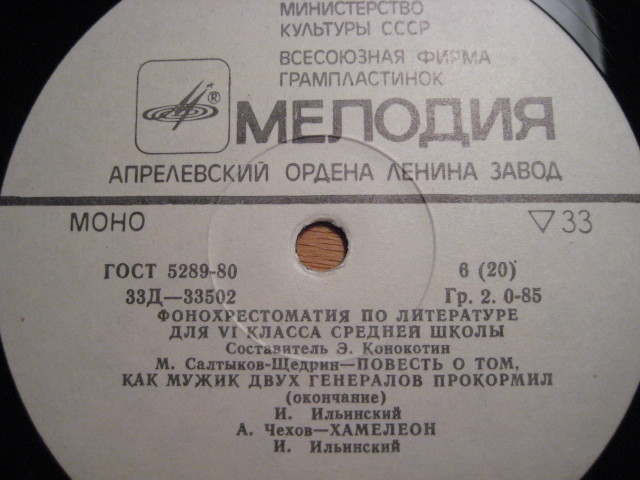 МИНИСТЕРСТВО
КУЛЬТУРЫ СССР
ВСЕСОЮЗНАЯ ФИРМА
ГРАМПЛАСТИНОК
® МЕЛОДИЯ
АПРЕЛЕВСКИЙ ОРДЕНА ЛЕНИНА ЗАВОД
МОНО ▽ 33
ГОСТ 5289-80 6 (20)
33Д—33502 Гр. 2. 0-85
ФОНОХРЕСТОМАТИЯ ПО ЛИТЕРАТУРЕ
ДЛЯ VI КЛАССА СРЕДНЕЙ ШКОЛЫ
Составитель Э. Конокотин
М. Салтыков-Щедрин—ПОВЕСТЬ О ТОМ,
КАК МУЖИК ДВУХ ГЕНЕРАЛОВ ПРОКОРМИЛ
(окончание)
И. Ильинский
А. Чехов—ХАМЕЛЕОН
И. Ильинский